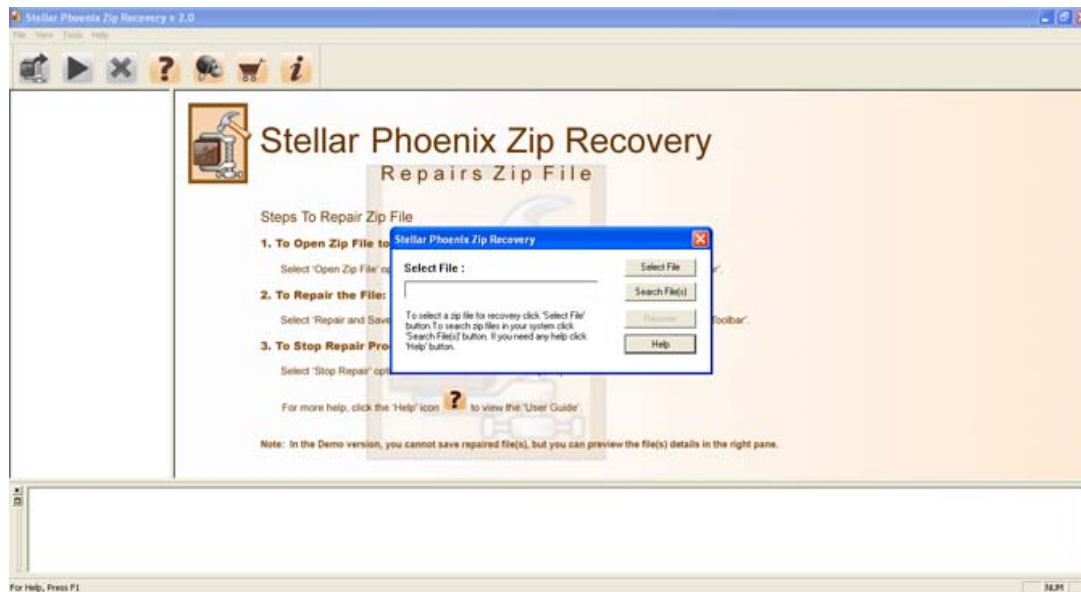 Stellar Phoenix Zip Recovery v 2.0
File View Tools Help
Stellar Phoenix Zip Recovery
Repairs Zip File
Steps To Repair Zip File
1. To Open Zip File to
Select 'Open Zip File' op
r'.
2. To Repair the File:
Select 'Repair and Save
Toolbar'.
3. To Stop Repair Pro
Select 'Stop Repair' opt
For more help, click the 'Help' icon ? to view the 'User Guide'.
Note: In the Demo version, you cannot save repaired file(s), but you can preview the file(s) details in the right pane.
Stellar Phoenix Zip Recovery
Select File :
Select File
Search File(s)
To select a zip file for recovery click 'Select File'
button.To search zip files in your system click
'Search File(s)' button. If you need any help click
'Help' button.
Recover
Help
For Help, Press F1
NUM